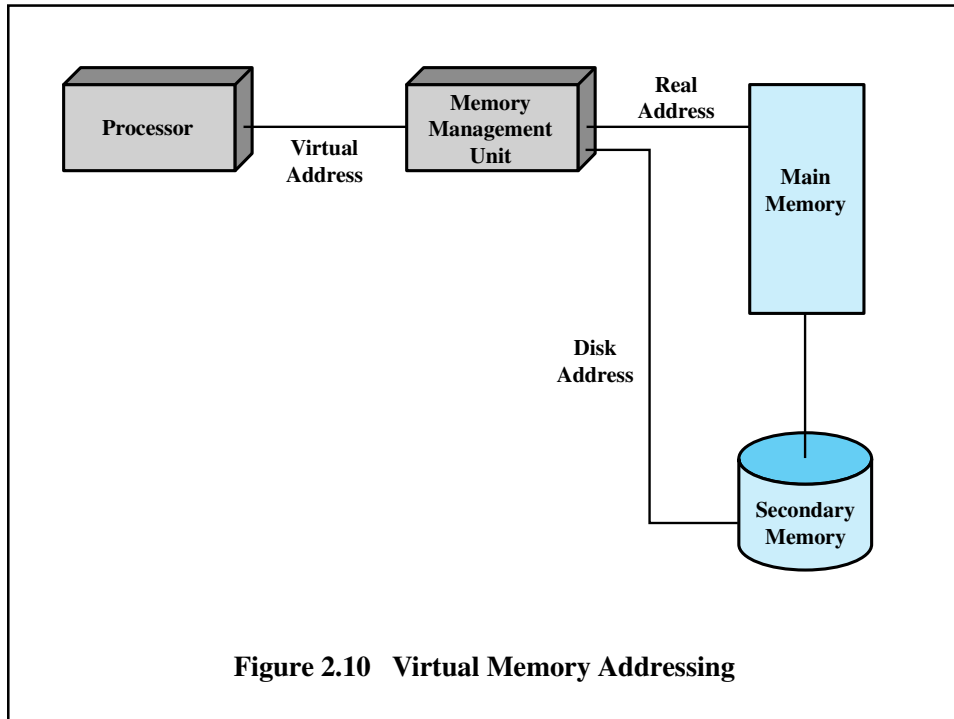 Processor
Virtual
Address
Memory
Management
Unit
Real
Address
Main
Memory
Disk
Address
Secondary
Memory
Figure 2.10 Virtual Memory Addressing